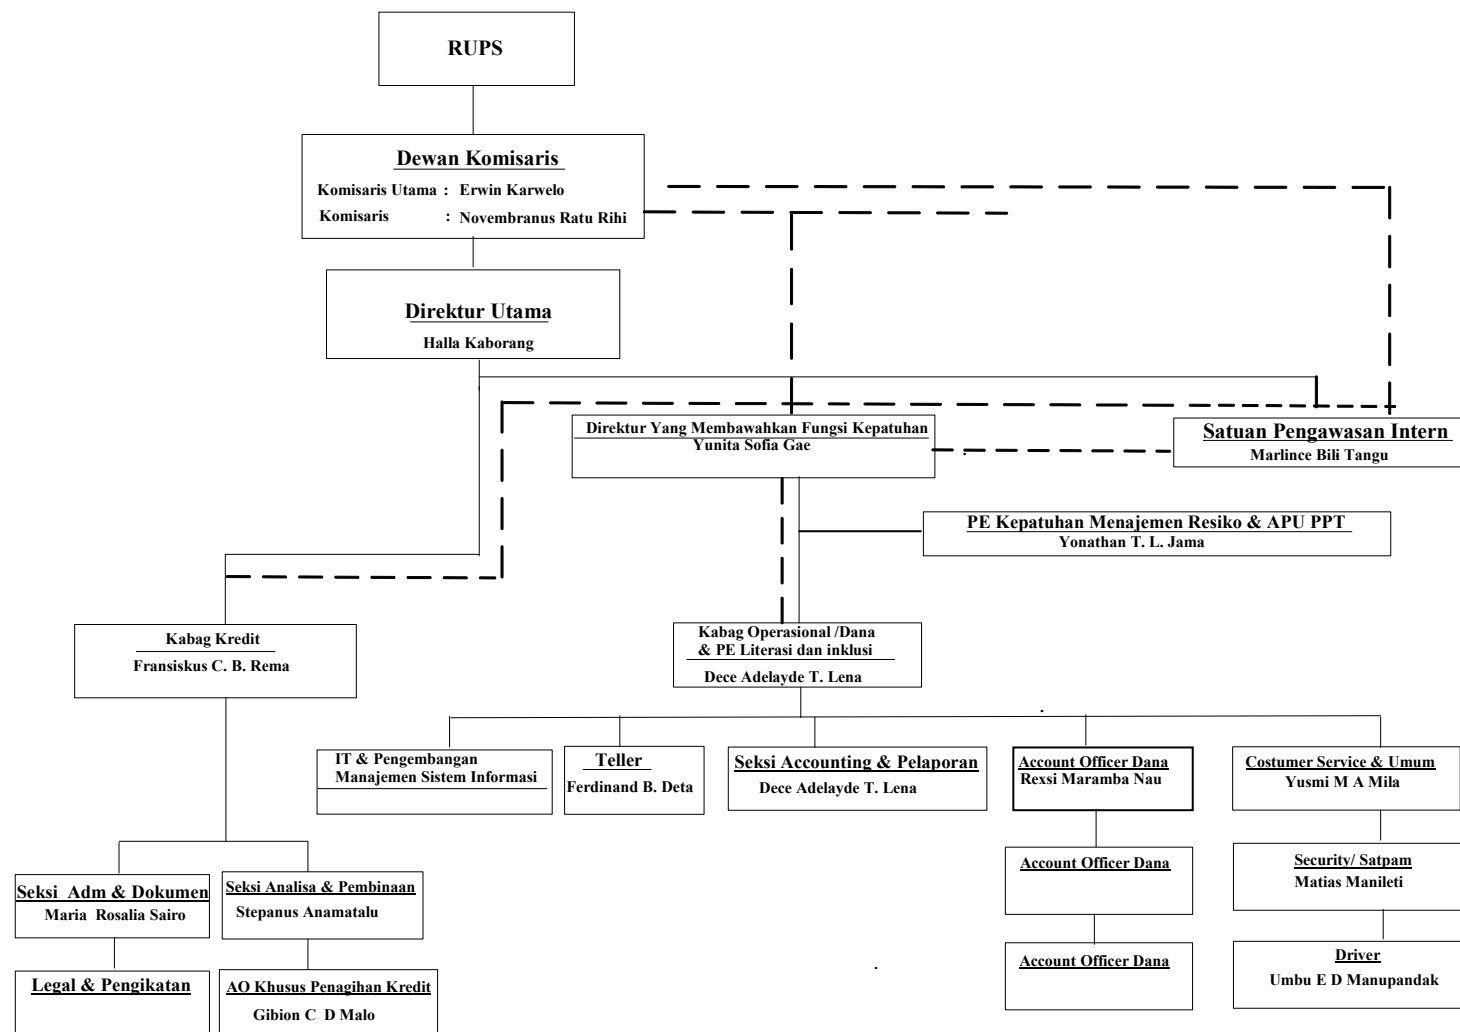 RUPS
Dewan Komisaris
Komisaris Utama : Erwin Karwelo
Komisaris : Novembranus Ratu Rihi
Direktur Utama
Halla Kaborang
Direktur Yang Membawahkan Fungsi Kepatuhan
Yunita Sofia Gae
Satuan Pengawasan Intern
Marlince Bili Tangu
PE Kepatuhan Menajemen Resiko & APU PPT
Yonathan T. L. Jama
Kabag Kredit
Fransiskus C. B. Rema
Kabag Operasional /Dana
& PE Literasi dan inklusi
Dece Adelayde T. Lena
IT & Pengembangan
Manajemen Sistem Informasi
Teller
Ferdinand B. Deta
Seksi Accounting & Pelaporan
Dece Adelayde T. Lena
Account Officer Dana
Rexsi Maramba Nau
Costumer Service & Umum
Yusmi M A Mila
Account Officer Dana
Security/ Satpam
Matias Manileti
Seksi Adm & Dokumen
Maria Rosalia Sairo
Seksi Analisa & Pembinaan
Stepanus Anamatalu
Account Officer Dana
Driver
Umbu E D Manupandak
Legal & Pengikatan
AO Khusus Penagihan Kredit
Gibion C D Malo